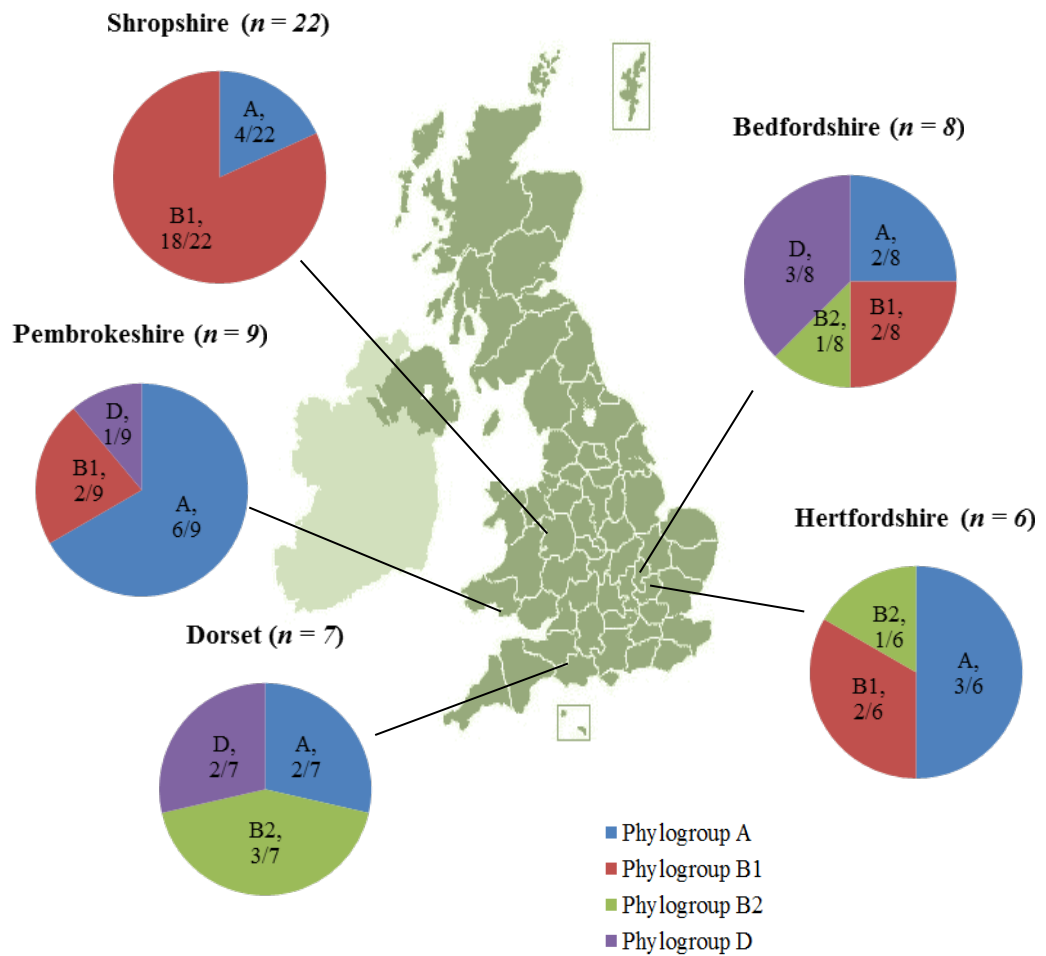 Shropshire (n = 22)
A,
4/22
B1,
18/22
Bedfordshire (n = 8)
A,
2/8
B1,
2/8
B2,
1/8
D,
3/8
Pembrokeshire (n = 9)
D,
1/9
B1,
2/9
A,
6/9
Hertfordshire (n = 6)
B2,
1/6
A,
3/6
B1,
2/6
Dorset (n = 7)
D,
2/7
A,
2/7
B2,
3/7
Phylogroup A
Phylogroup B1
Phylogroup B2
Phylogroup D